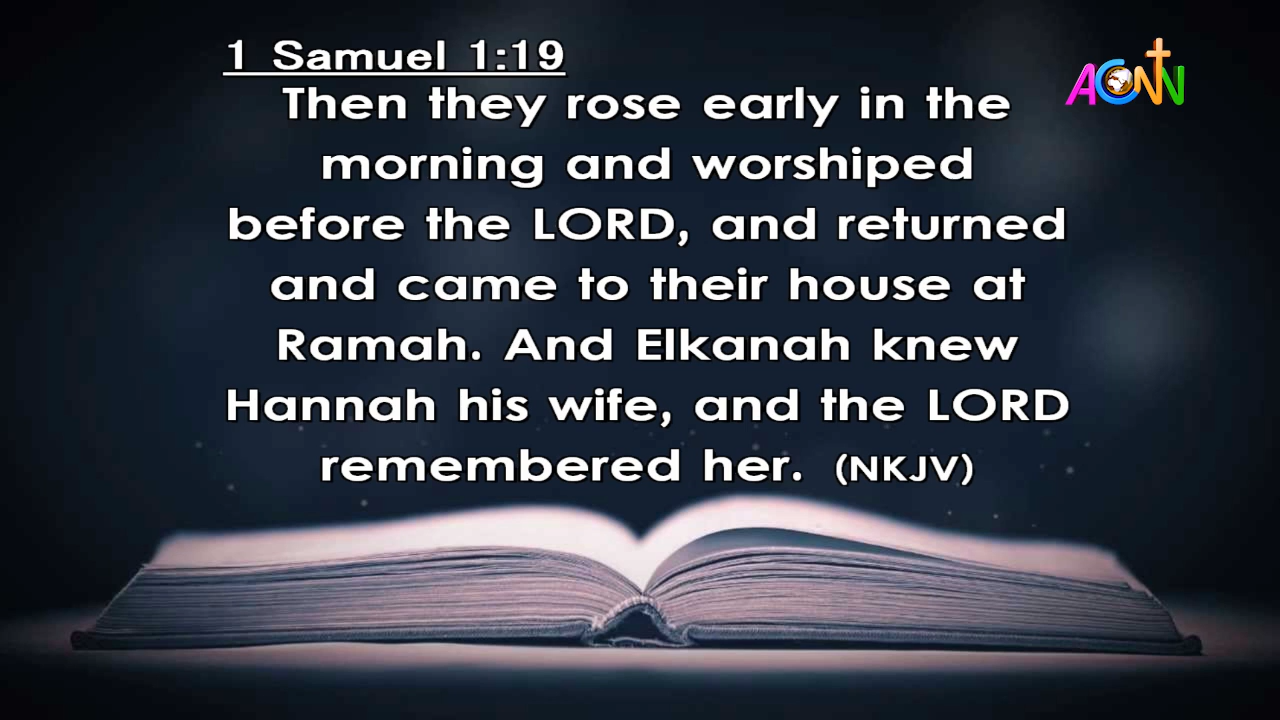 1 Samuel 1:19
ACNN
Then they rose early in the
morning and worshiped
before the LORD, and returned
and came to their house at
Ramah. And Elkanah knew
Hannah his wife, and the LORD
remembered her. (NKJV)